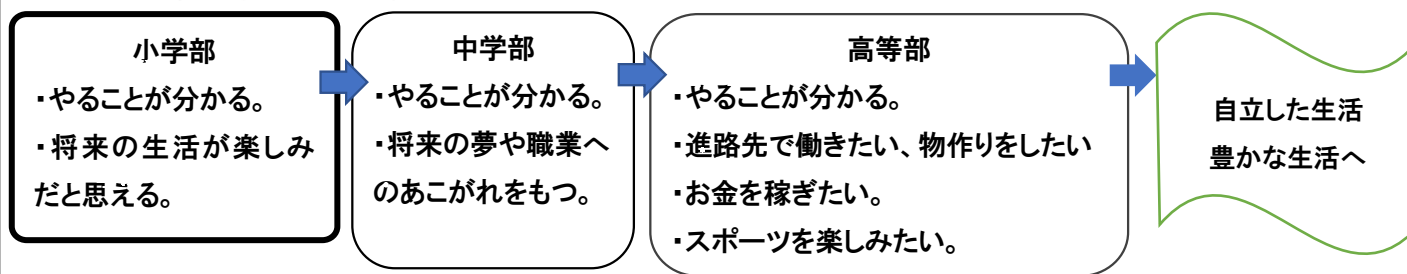 小学部
・やることが分かる。
・将来の生活が楽しみ
だと思える。
中学部
・やることが分かる。
・将来の夢や職業へ
のあこがれをもつ。
高等部
・やることが分かる。
・進路先で働きたい、物作りをしたい
・お金を稼ぎたい。
・スポーツを楽しみたい。
自立した生活
豊かな生活へ